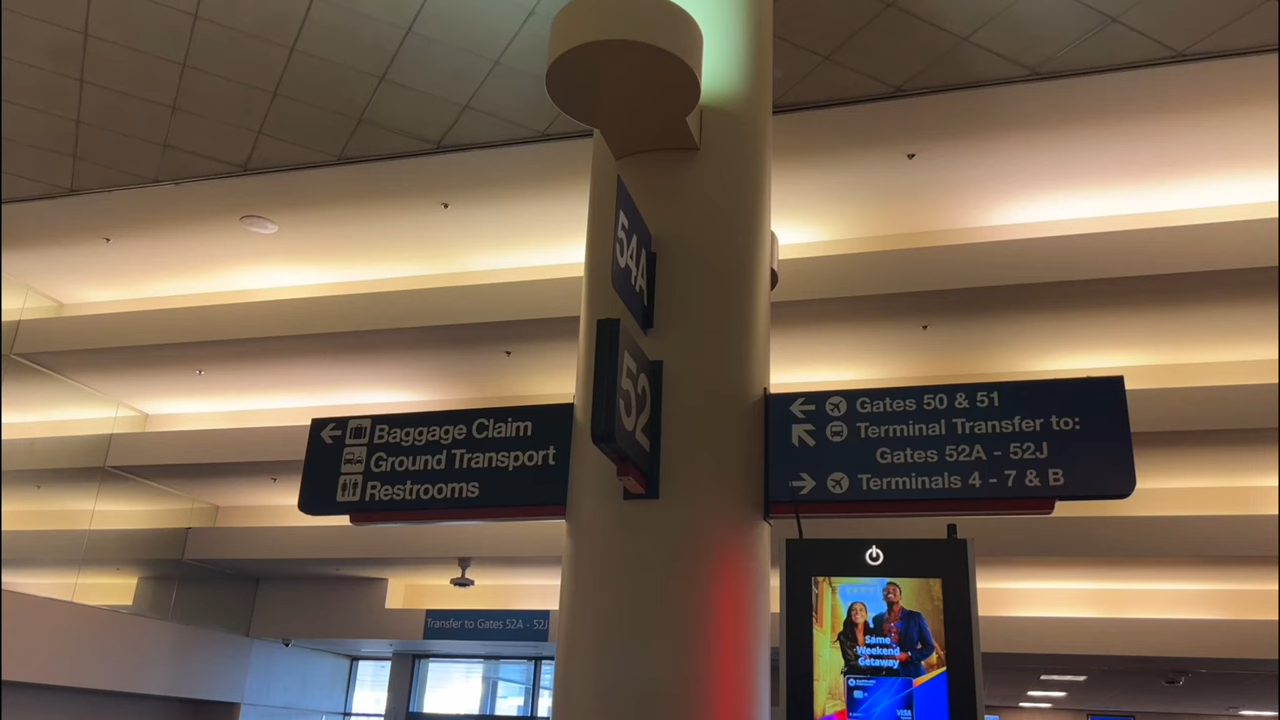 54A
52
Baggage Claim
Ground Transport
Restrooms
Gates 50 & 51
Terminal Transfer to:
Gates 52A - 52J
Terminals 4 - 7 & B
Transfer to Gates 52A - 52J
Same
Weekend
Getaway
VISA